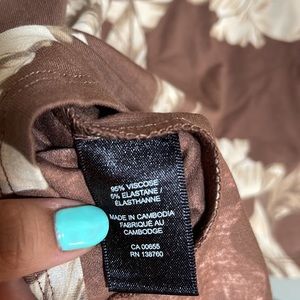 95% VISCOSE
5% ELASTANE /
ÉLASTHANNE
MADE IN CAMBODIA
FABRIQUÉ AU
CAMBODGE
CA 00655
RN 138760